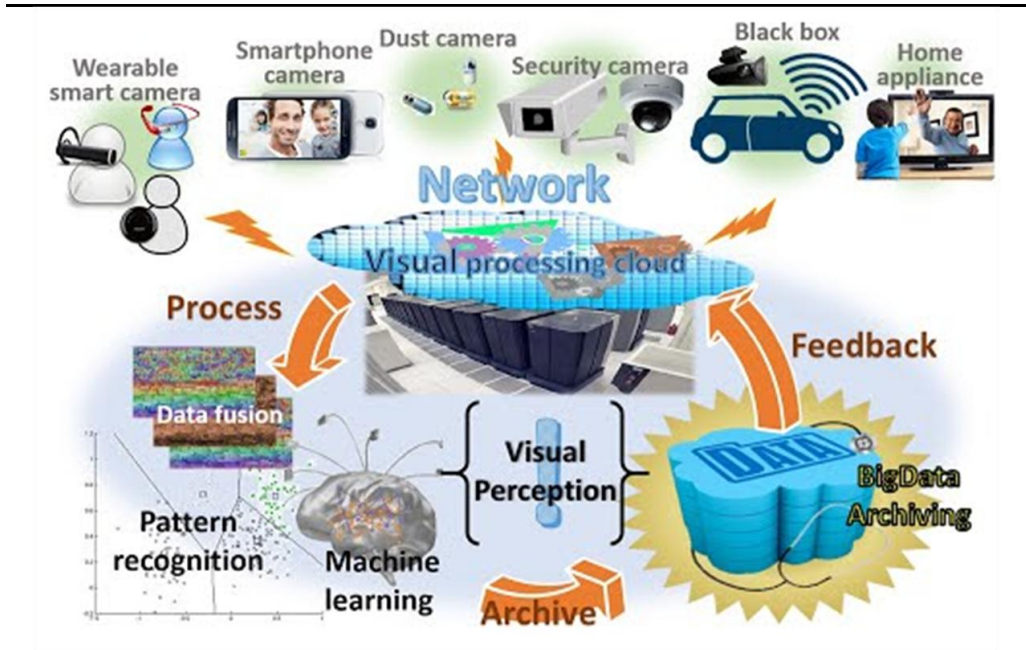 Wearable
smart camera
Smartphone
camera
Dust camera
Security camera
Black box
Home
appliance
Network
Visual processing cloud
Process
Feedback
Data fusion
Pattern
recognition
Machine
learning
Visual
Perception
DATA
BigData
Archiving
Archive